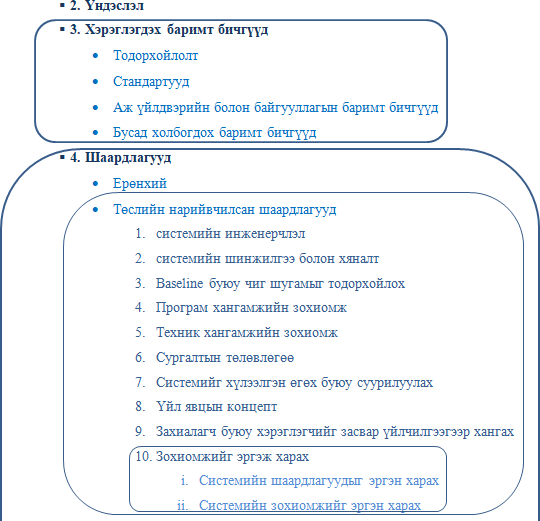 ▪ 2. Үндэслэл
▪ 3. Хэрэглэгдэх баримт бичгүүд
• Тодорхойлолт
• Стандартууд
• Аж үйлдвэрийн болон байгууллагын баримт бичгүүд
• Бусад холбогдох баримт бичгүүд
▪ 4. Шаардлагууд
• Ерөнхий
• Төслийн нарийвчилсан шаардлагууд
1. системийн инженерчлэл
2. системийн шинжилгээ болон хяналт
3. Baseline буюу чиг шугамыг тодорхойлох
4. Програм хангамжийн зохиомж
5. Техник хангамжийн зохиомж
6. Сургалтын төлөвлөгөө
7. Системийг хүлээлгэн өгөх буюу суурилуулах
8. Үйл явцын концепт
9. Захиалагч буюу хэрэглэгчийг засвар үйлчилгээгээр хангах
10. Зохиомжийг эргэж харах
i. Системийн шаардлагуудыг эргэн харах
ii. Системийн зохиомжийг эргэн харах